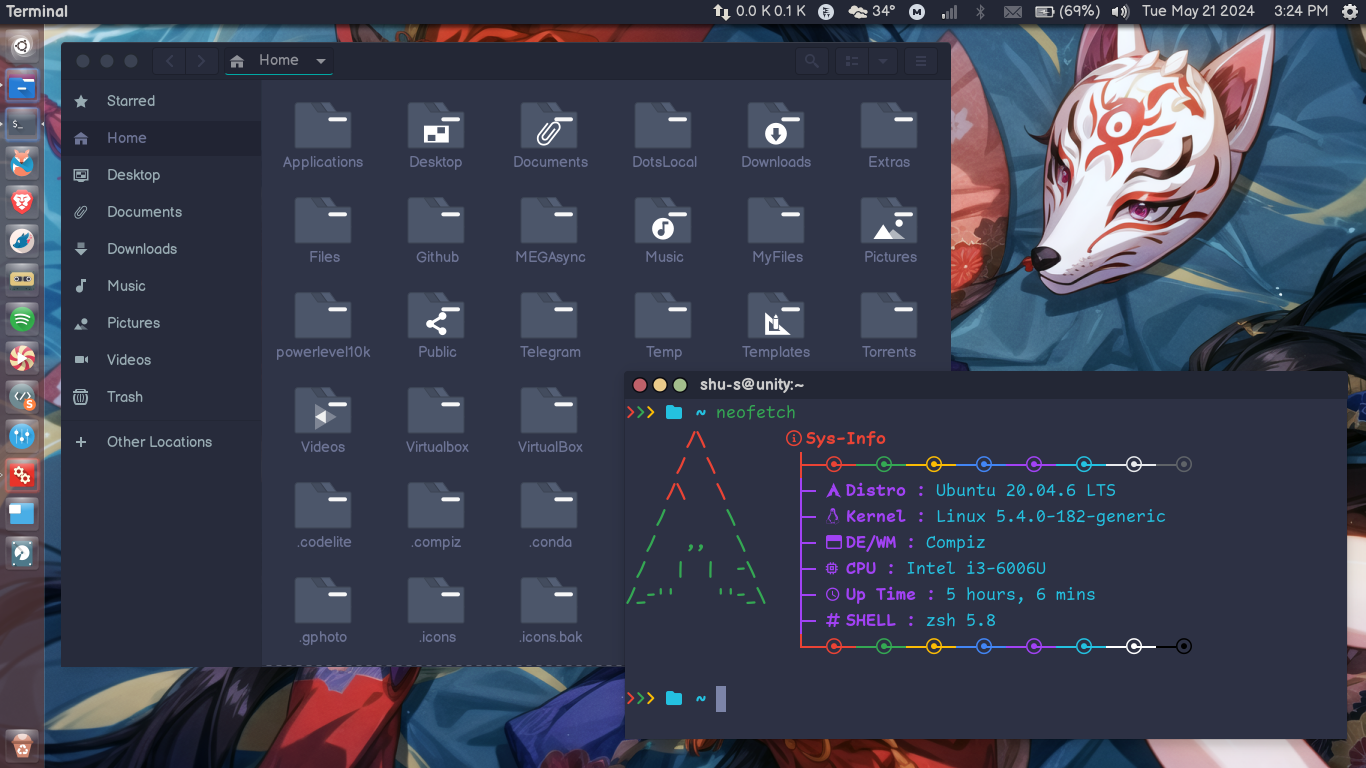 Terminal
0.0 K 0.1 K
34°
M
(69%)
Tue May 21 2024
3:24 PM
Home
Starred
Home
Desktop
Documents
Downloads
Music
Pictures
Videos
Trash
+ Other Locations
Applications Desktop Documents DotsLocal Downloads Extras
Files Github MEGAsync Music MyFiles Pictures
powerlevel10k Public Telegram Temp Templates Torrents
Videos Virtualbox VirtualBox
.codelite .compiz .conda
.gphoto .icons .icons.bak
shu-s@unity:~
~ neofetch
Sys-Info
Distro : Ubuntu 20.04.6 LTS
Kernel : Linux 5.4.0-182-generic
DE/WM : Compiz
CPU : Intel i3-6006U
Up Time : 5 hours, 6 mins
# SHELL : zsh 5.8
~